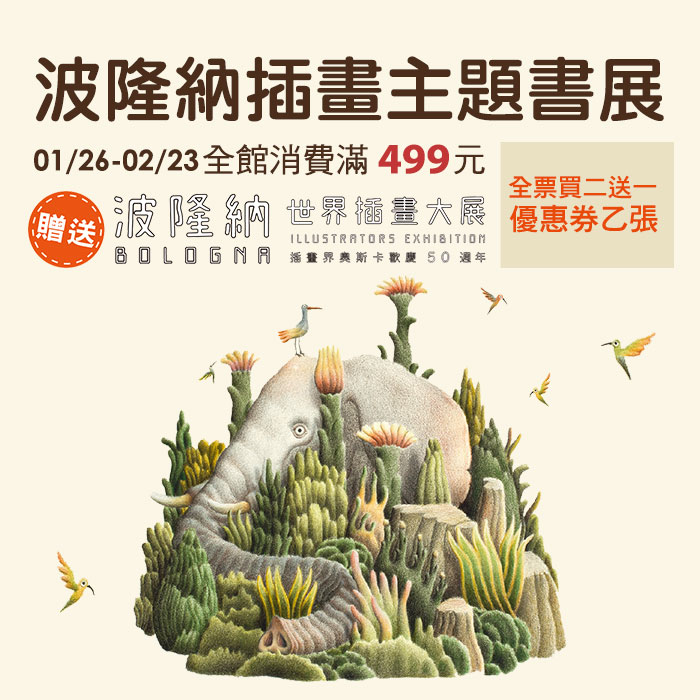 波隆納插畫主題書展
01/26-02/23全館消費滿 499元
贈送
波隆納
BOLOGNA
世界插畫大展
ILLUSTRATORS EXHIBITION
插畫界奧斯卡歡慶 50 週年
全票買二送一
優惠券乙張